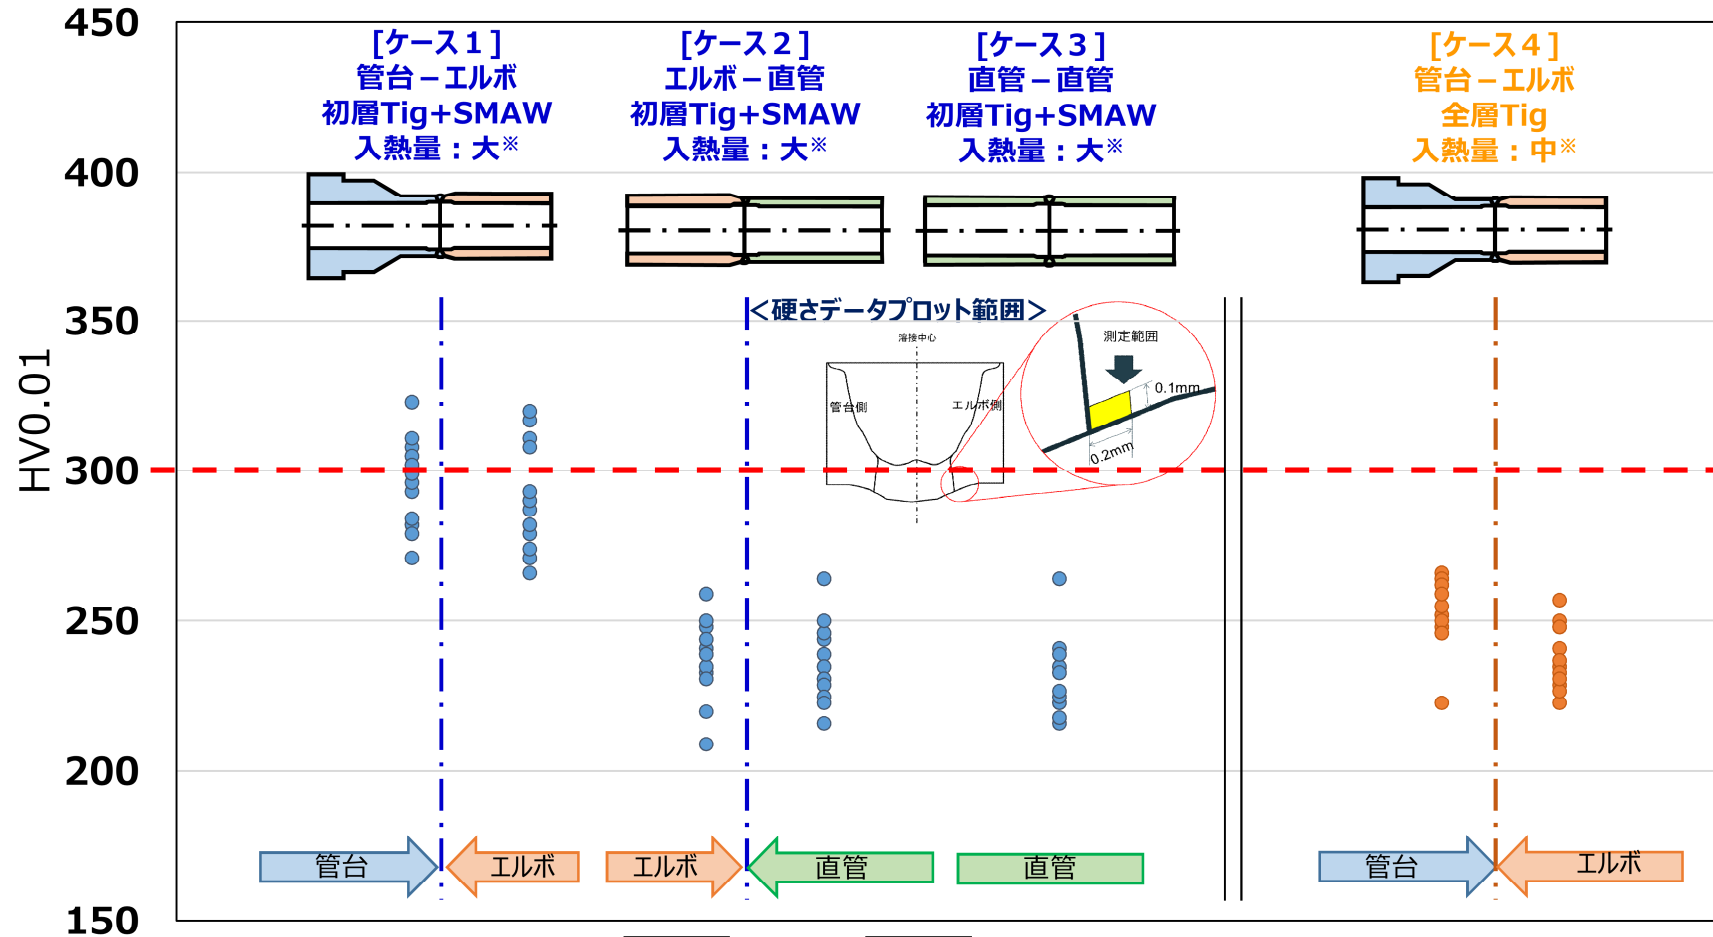 450
[ケース１]
管台－エルボ
初層Tig+SMAW
入熱量：大※
[ケース２]
エルボ－直管
初層Tig+SMAW
入熱量：大※
[ケース３]
直管－直管
初層Tig+SMAW
入熱量：大※
[ケース４]
管台－エルボ
全層Tig
入熱量：中※
400
350
＜硬さデータプロット範囲＞
溶接中心
測定範囲
0.1mm
管台側
エルボ側
0.2mm
HV0.01
300
250
200
管台
エルボ
エルボ
直管
直管
管台
エルボ
150